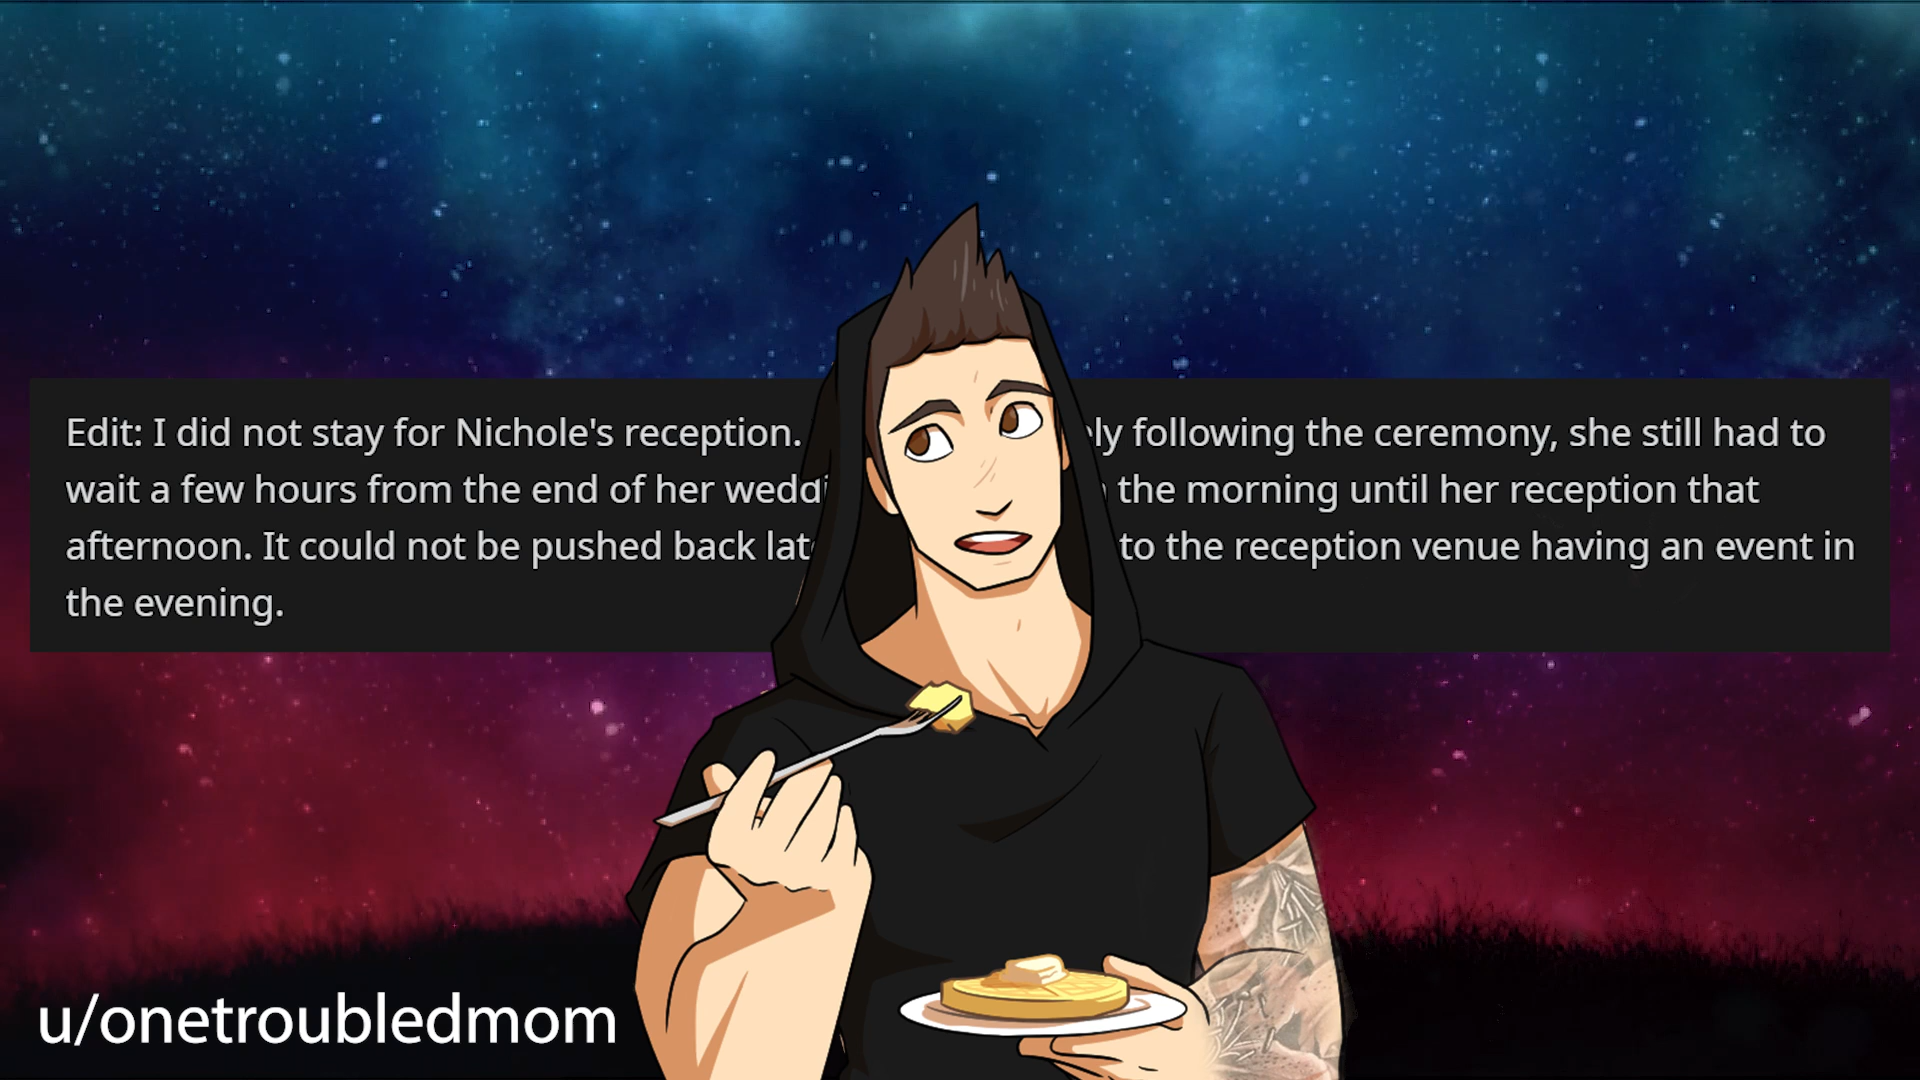 Edit: I did not stay for Nichole's reception. following the ceremony, she still had to
wait a few hours from the end of her the morning until her reception that
afternoon. It could not be pushed back to the reception venue having an event in
the evening.
u/onetroubledmom